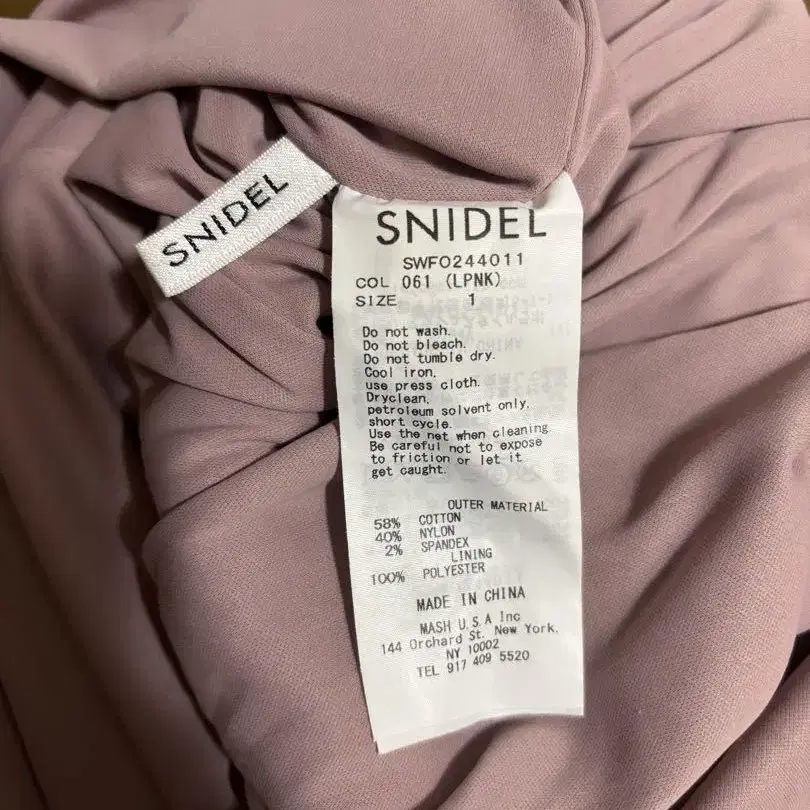 SNIDEL
SNIDEL
SWFO244011
COL 061 (LPNK)
SIZE 1
Do not wash.
Do not bleach.
Do not tumble dry.
Cool iron,
use press cloth.
Dryclean,
petroleum solvent only,
short cycle.
Use the net when cleaning.
Be careful not to expose
to friction or let it
get caught.
OUTER MATERIAL
58% COTTON
40% NYLON
2% SPANDEX
LINING
100% POLYESTER
MADE IN CHINA
MASH U.S.A Inc
144 Orchard St. New York.
NY 10002
TEL 917 409 5520